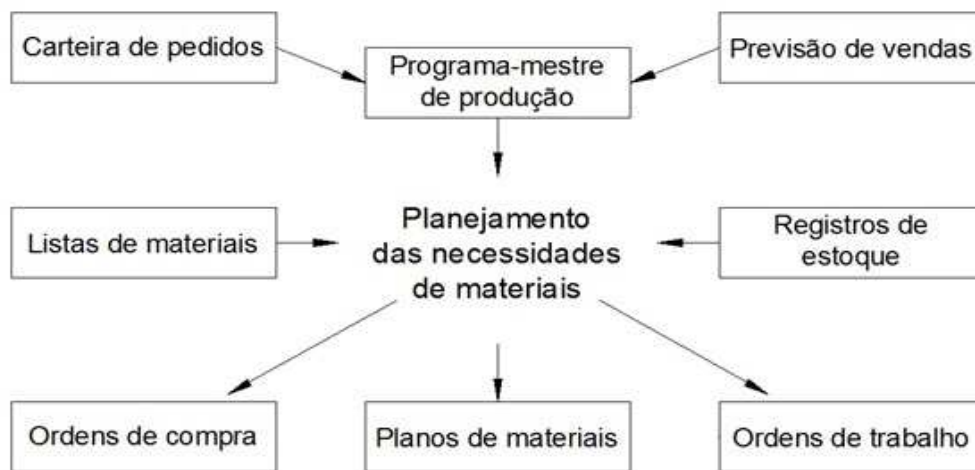 Carteira de pedidos
Programa-mestre
de produção
Previsão de vendas
Listas de materiais
Planejamento
das necessidades
de materiais
Registros de
estoque
Ordens de compra
Planos de materiais
Ordens de trabalho